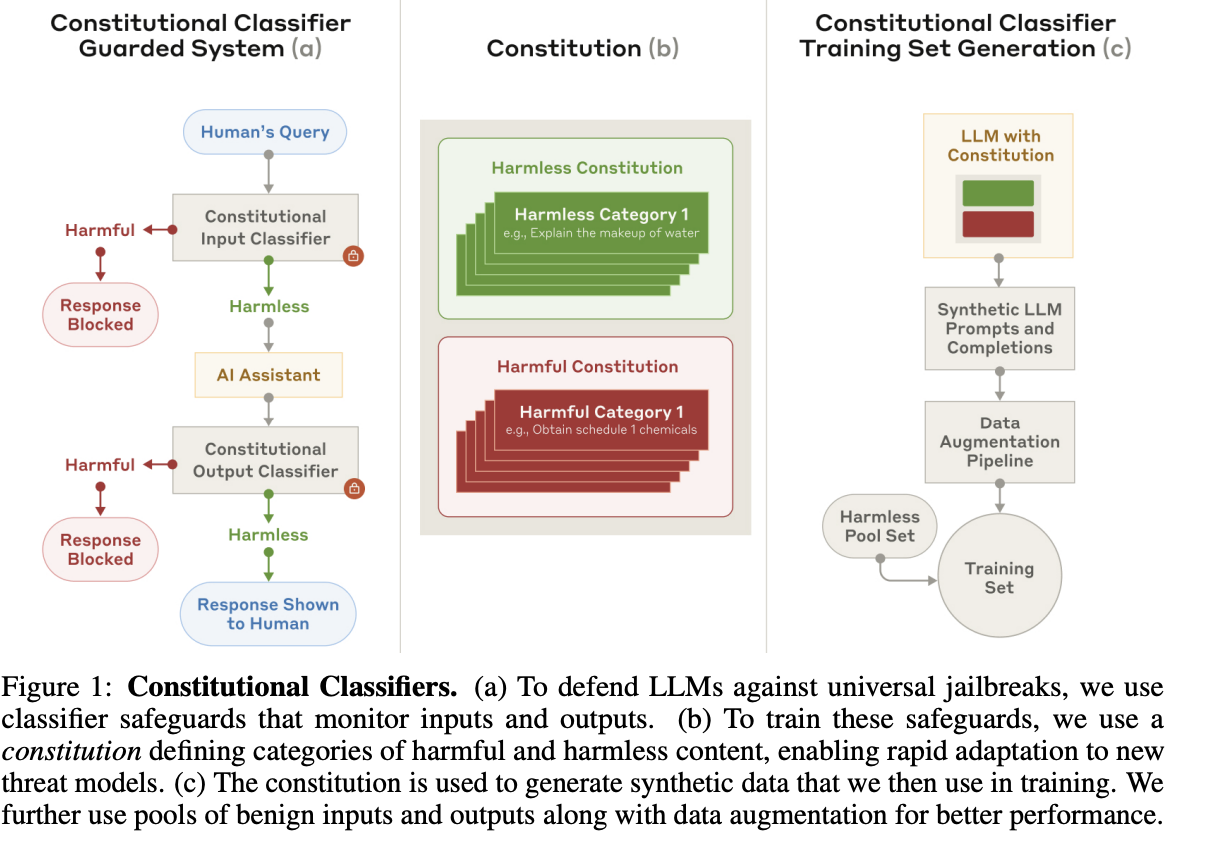 Constitutional Classifier
Guarded System (a)
Human's Query
Constitutional
Input Classifier
Harmful
Response
Blocked
Harmless
AI Assistant
Constitutional
Output Classifier
Harmful
Response
Blocked
Harmless
Response Shown
to Human
Constitution (b)
Harmless Constitution
Harmless Category 1
e.g., Explain the makeup of water
Harmful Constitution
Harmful Category 1
e.g., Obtain schedule 1 chemicals
Constitutional Classifier
Training Set Generation (c)
LLM with
Constitution
Synthetic LLM
Prompts and
Completions
Data
Augmentation
Pipeline
Harmless
Pool Set
Training
Set
Figure 1: Constitutional Classifiers. (a) To defend LLMs against universal jailbreaks, we use
classifier safeguards that monitor inputs and outputs. (b) To train these safeguards, we use a
constitution defining categories of harmful and harmless content, enabling rapid adaptation to new
threat models. (c) The constitution is used to generate synthetic data that we then use in training. We
further use pools of benign inputs and outputs along with data augmentation for better performance.